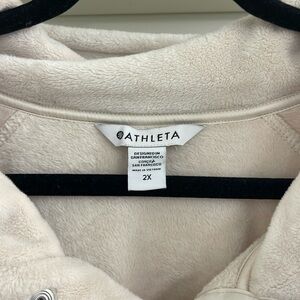 ATHLETA
DESIGNED IN
SAN FRANCISCO
CONÇU À
SAN FRANCISCO
MADE IN VIETNAM
2X